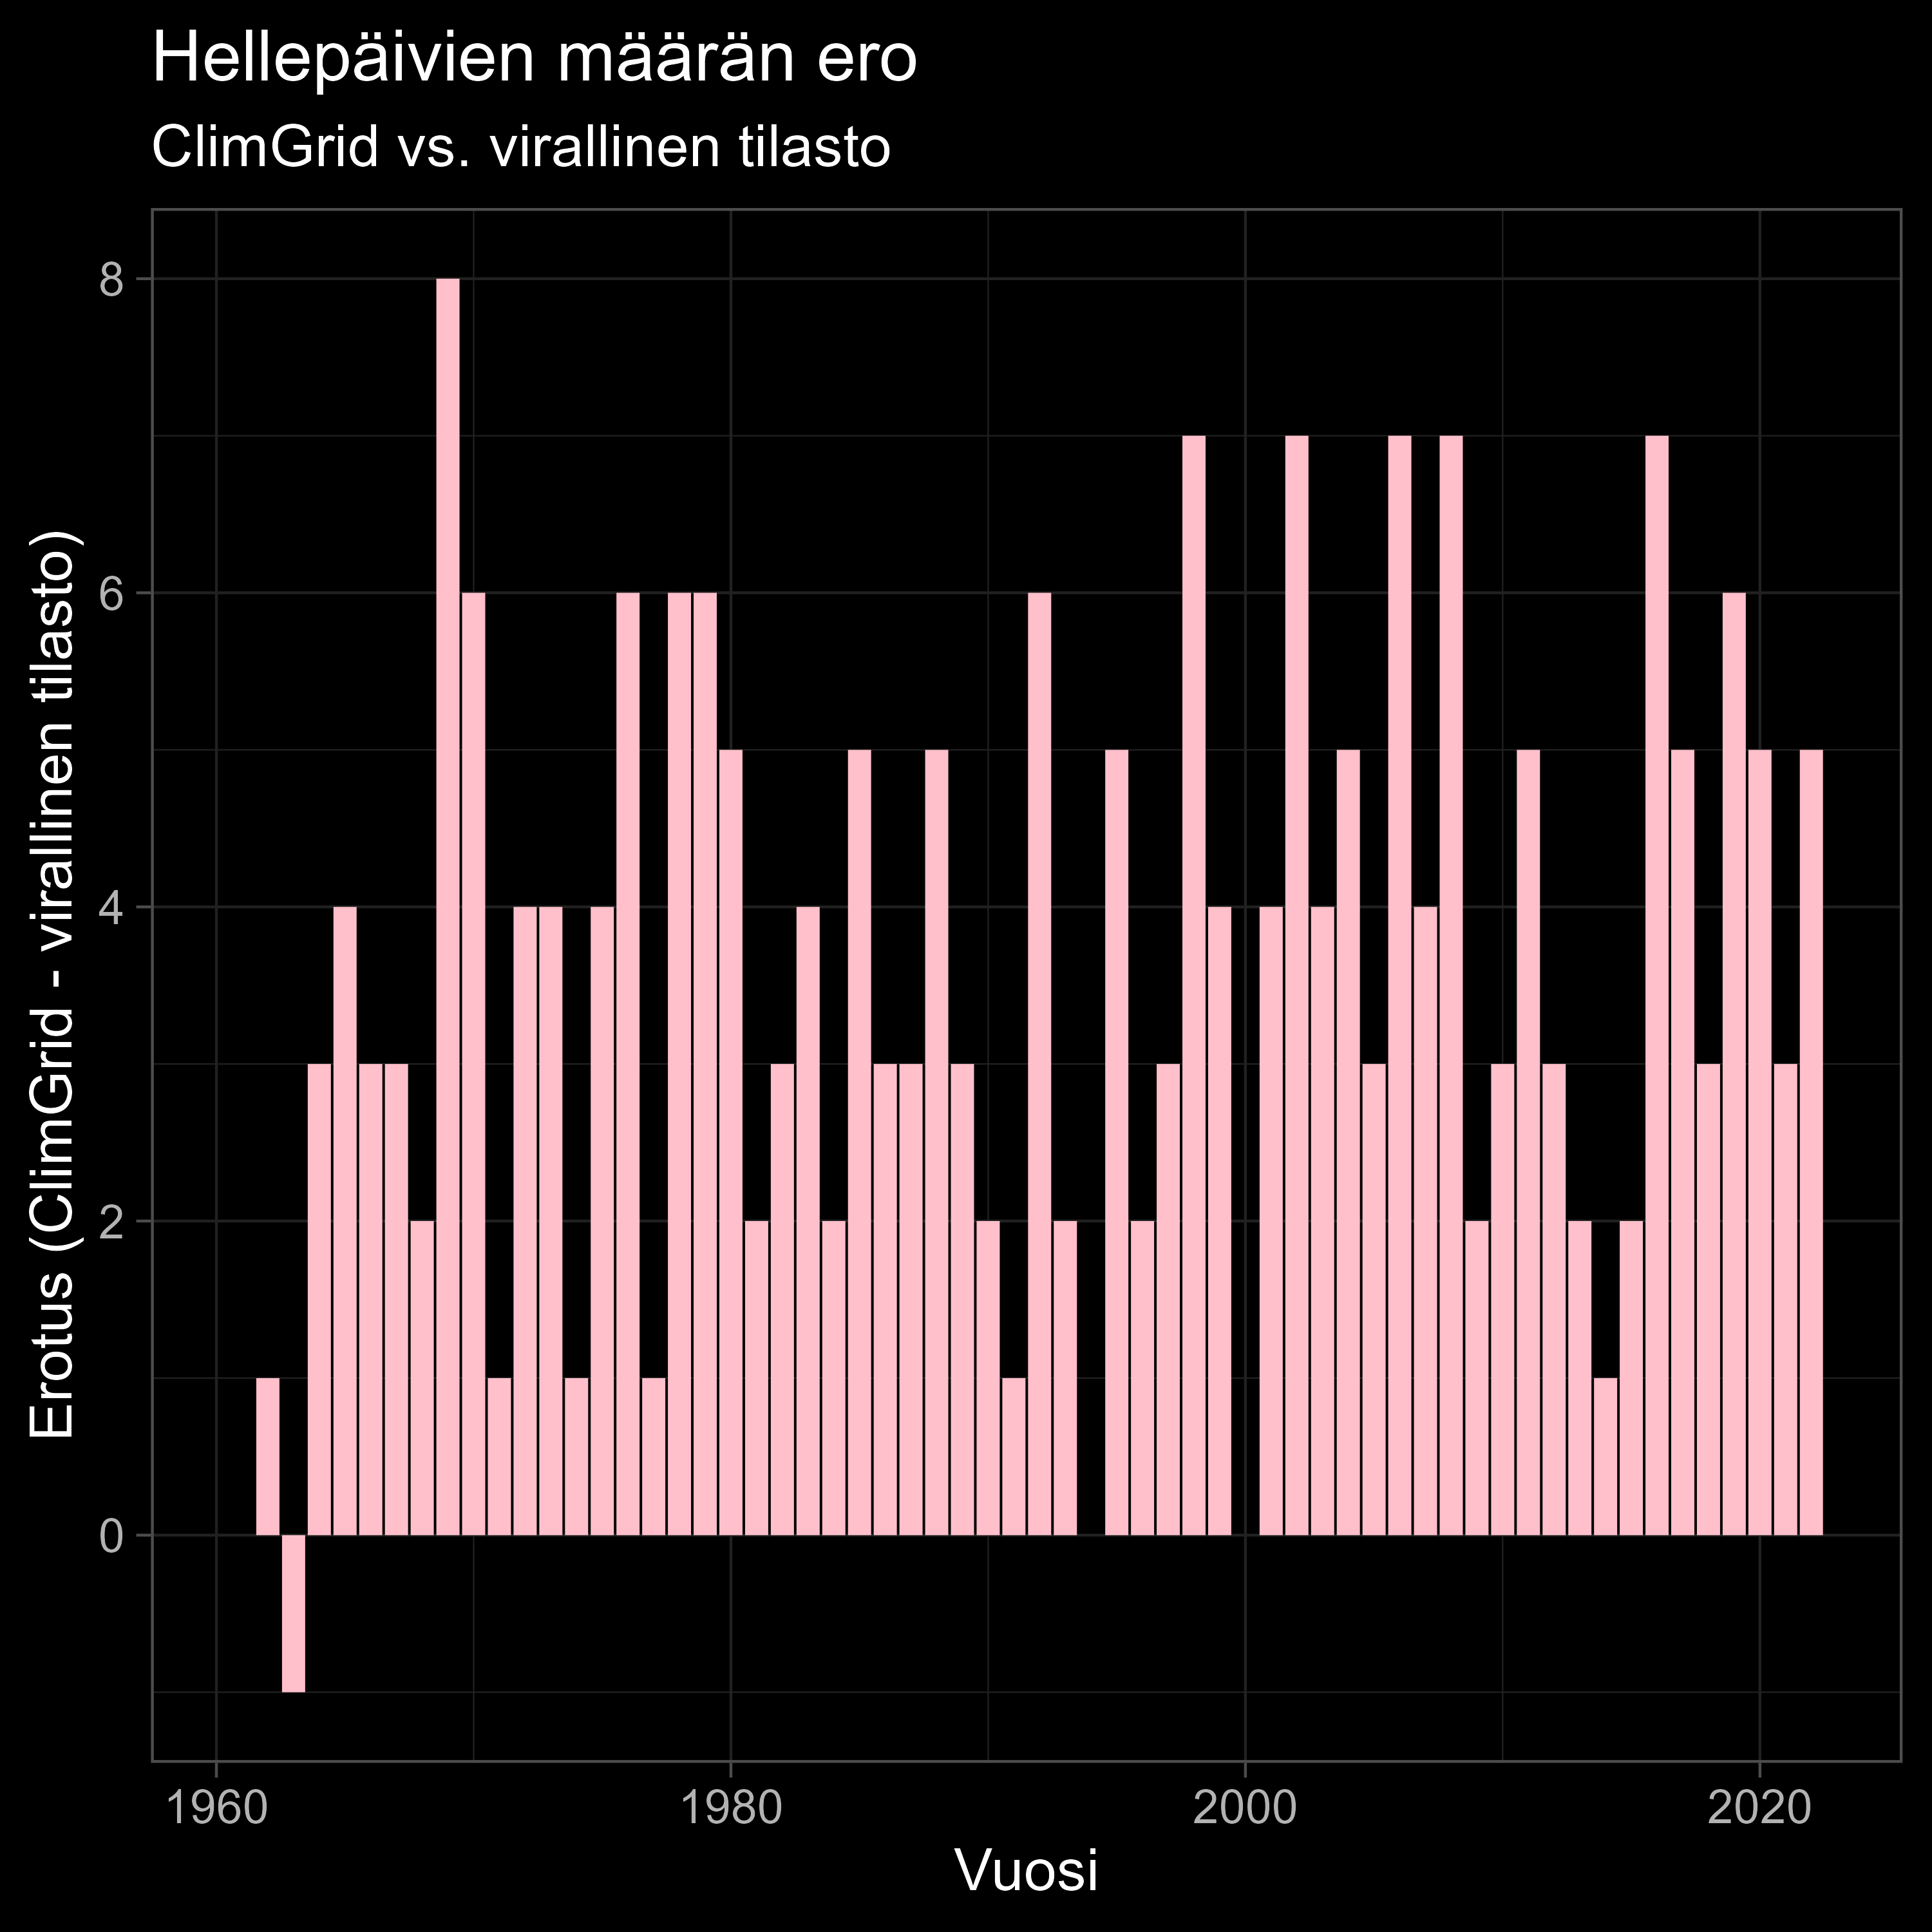 Hellepäivien määrän ero
ClimGrid vs. virallinen tilasto
Erotus (ClimGrid - virallinen tilasto)
8
6
4
2
0
1960 1980 2000 2020
Vuosi